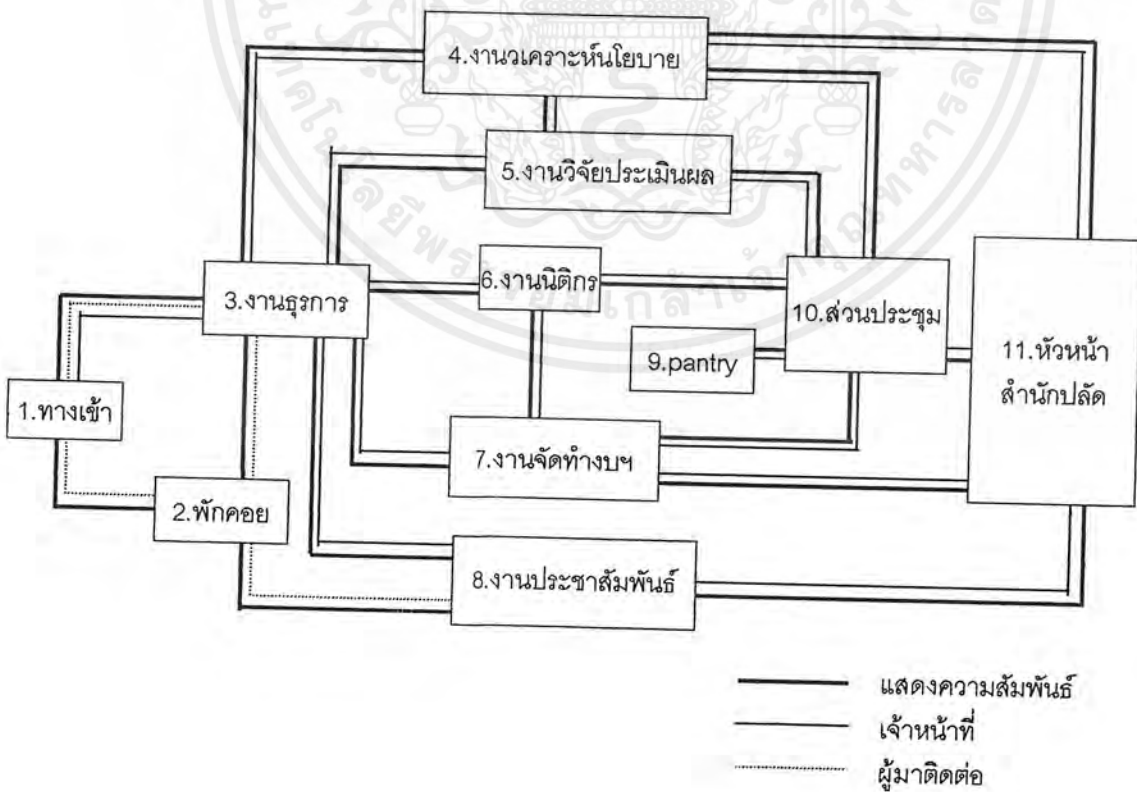 4.งานวเคราะห์นโยบาย
5.งานวิจัยประเมินผล
6.งานนิติกร
3.งานธุรการ
10.ส่วนประชุม
9.pantry
11.หัวหน้า
สำนักปลัด
1.ทางเข้า
7.งานจัดทำงบฯ
2.พักคอย
8.งานประชาสัมพันธ์
แสดงความสัมพันธ์
เจ้าหน้าที่
ผู้มาติดต่อ